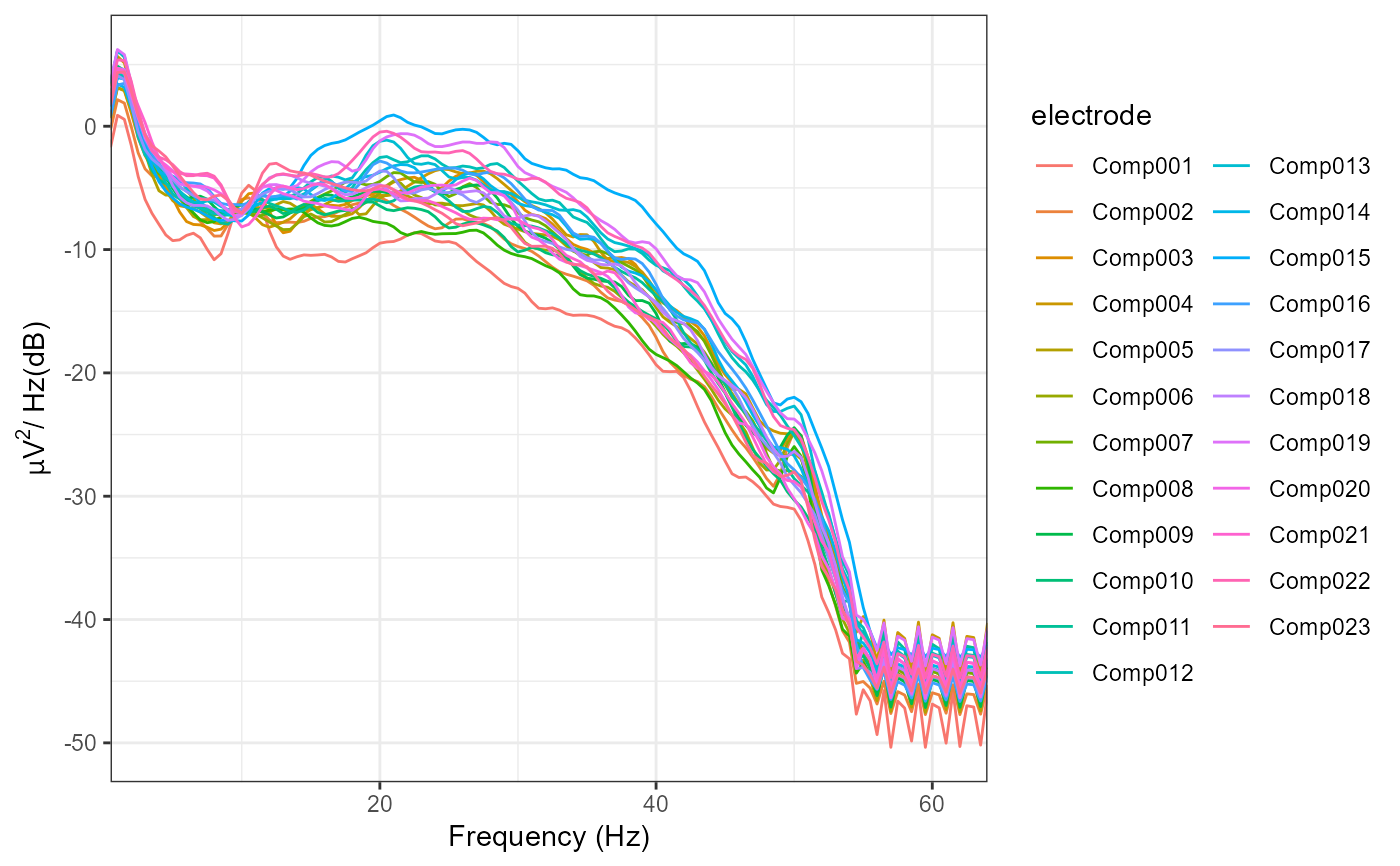 0
-10
-20
-30
-40
-50
µV²/ Hz(dB)
20
40
60
Frequency (Hz)
electrode
Comp001
Comp002
Comp003
Comp004
Comp005
Comp006
Comp007
Comp008
Comp009
Comp010
Comp011
Comp012
Comp013
Comp014
Comp015
Comp016
Comp017
Comp018
Comp019
Comp020
Comp021
Comp022
Comp023